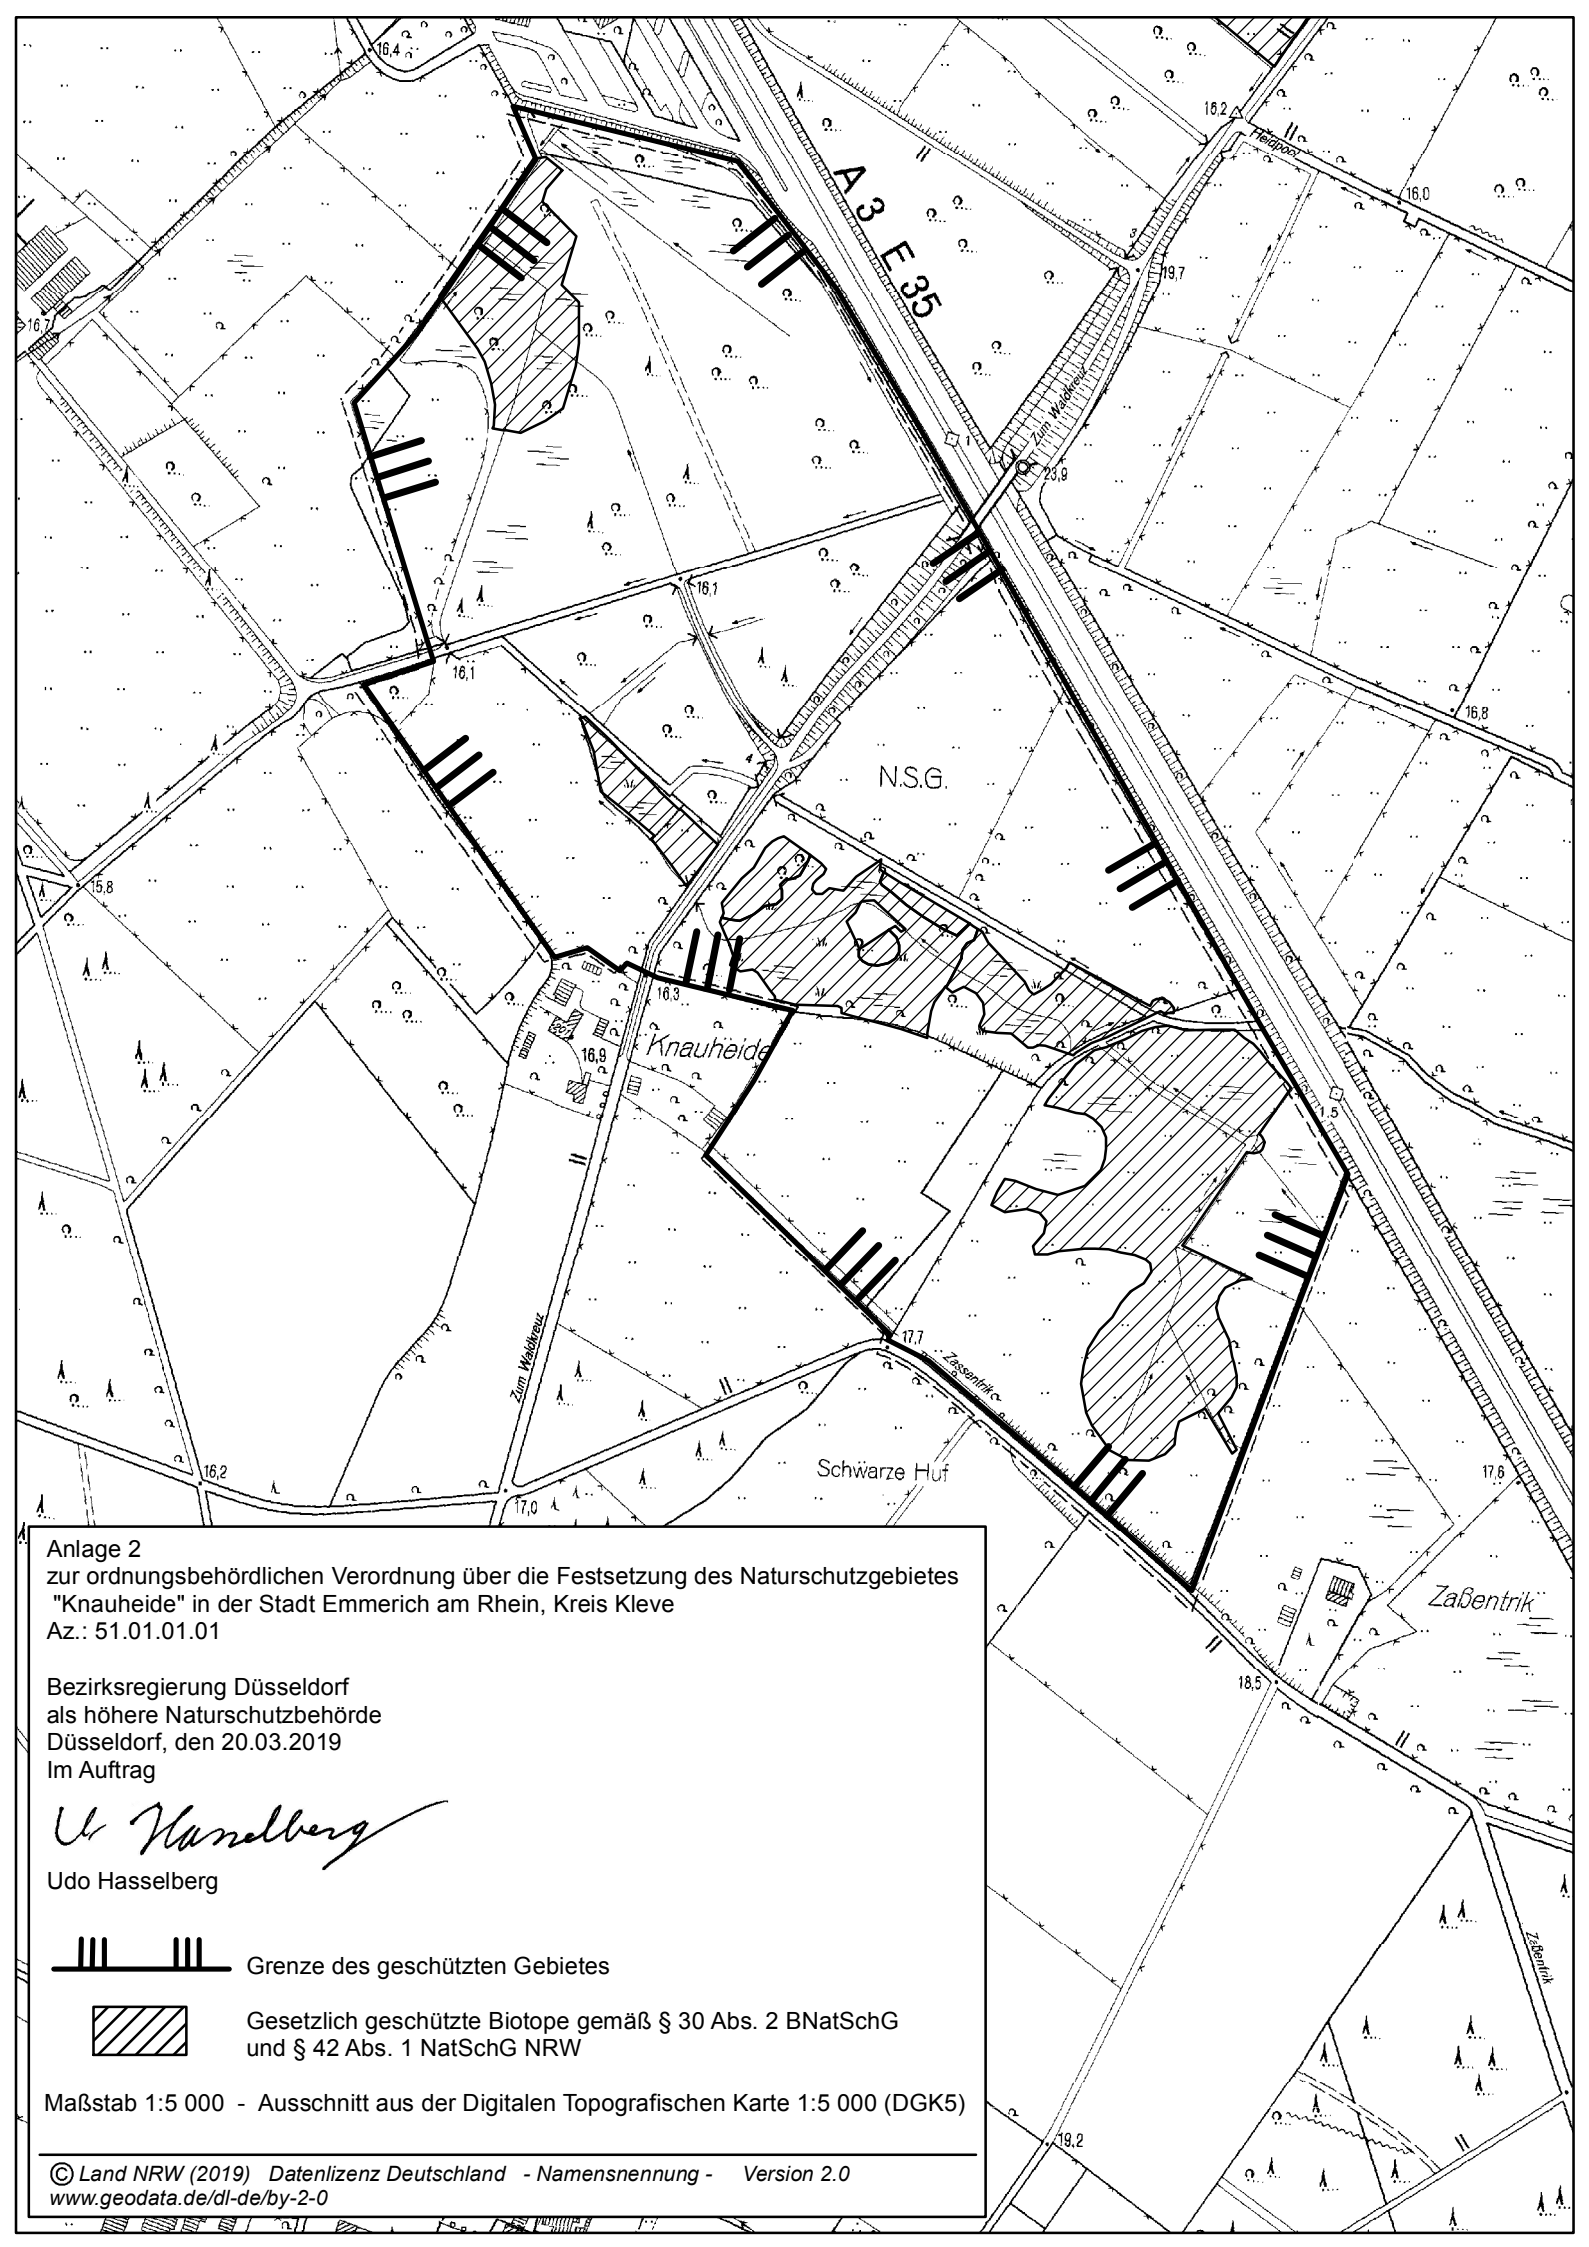 16,4
16,2
Heidpool
16,0
A 3 E 35
3
19,7
16,7
Zum Waldkreuz
1
23,9
16,1
16,1
16,8
4
N.S.G.
15,8
16,3
Knauheide
16,9
1,5
17,7
Zassentrik
Zum Waldkreuz
Schwarze Huf
16,2
17,0
17,6
Zaßentrik
18,5
Zaßentrik
19,2
Anlage 2
zur ordnungsbehördlichen Verordnung über die Festsetzung des Naturschutzgebietes
"Knauheide" in der Stadt Emmerich am Rhein, Kreis Kleve
Az.: 51.01.01.01
Bezirksregierung Düsseldorf
als höhere Naturschutzbehörde
Düsseldorf, den 20.03.2019
Im Auftrag
Udo Hasselberg
Grenze des geschützten Gebietes
Gesetzlich geschützte Biotope gemäß § 30 Abs. 2 BNatSchG
und § 42 Abs. 1 NatSchG NRW
Maßstab 1:5 000 - Ausschnitt aus der Digitalen Topografischen Karte 1:5 000 (DGK5)
© Land NRW (2019) Datenlizenz Deutschland - Namensnennung - Version 2.0
www.geodata.de/dl-de/by-2-0